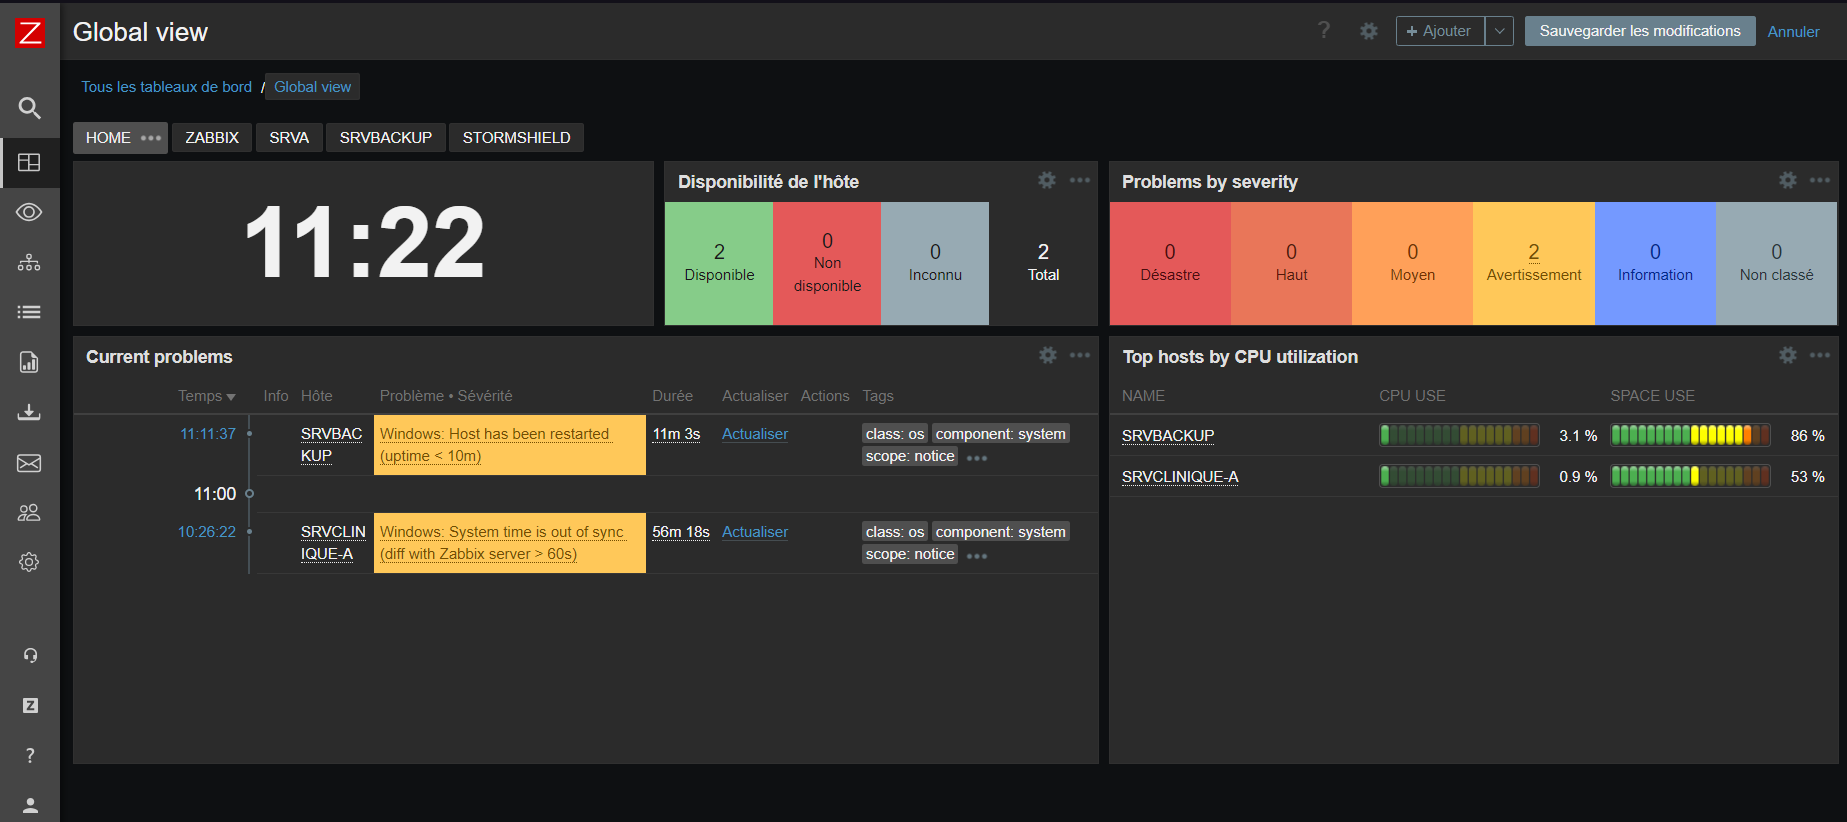 Z
Global view
?
+ Ajouter
Sauvegarder les modifications
Annuler
Tous les tableaux de bord / Global view
HOME ••• ZABBIX SRVA SRVBACKUP STORMSHIELD
11:22
Disponibilité de l'hôte
2
Disponible
0
Non
disponible
0
Inconnu
2
Total
Problems by severity
0
Désastre
0
Haut
0
Moyen
2
Avertissement
0
Information
0
Non classé
Current problems
Temps ▼ Info Hôte Problème • Sévérité Durée Actualiser Actions Tags
11:11:37 SRVBAC Windows: Host has been restarted 11m 3s Actualiser class: os component: system
KUP (uptime < 10m) scope: notice •••
11:00
10:26:22 SRVCLIN Windows: System time is out of sync 56m 18s Actualiser class: os component: system
IQUE-A (diff with Zabbix server > 60s) scope: notice •••
Top hosts by CPU utilization
NAME CPU USE SPACE USE
SRVBACKUP 3.1 % 86 %
SRVCLINIQUE-A 0.9 % 53 %
Z
?